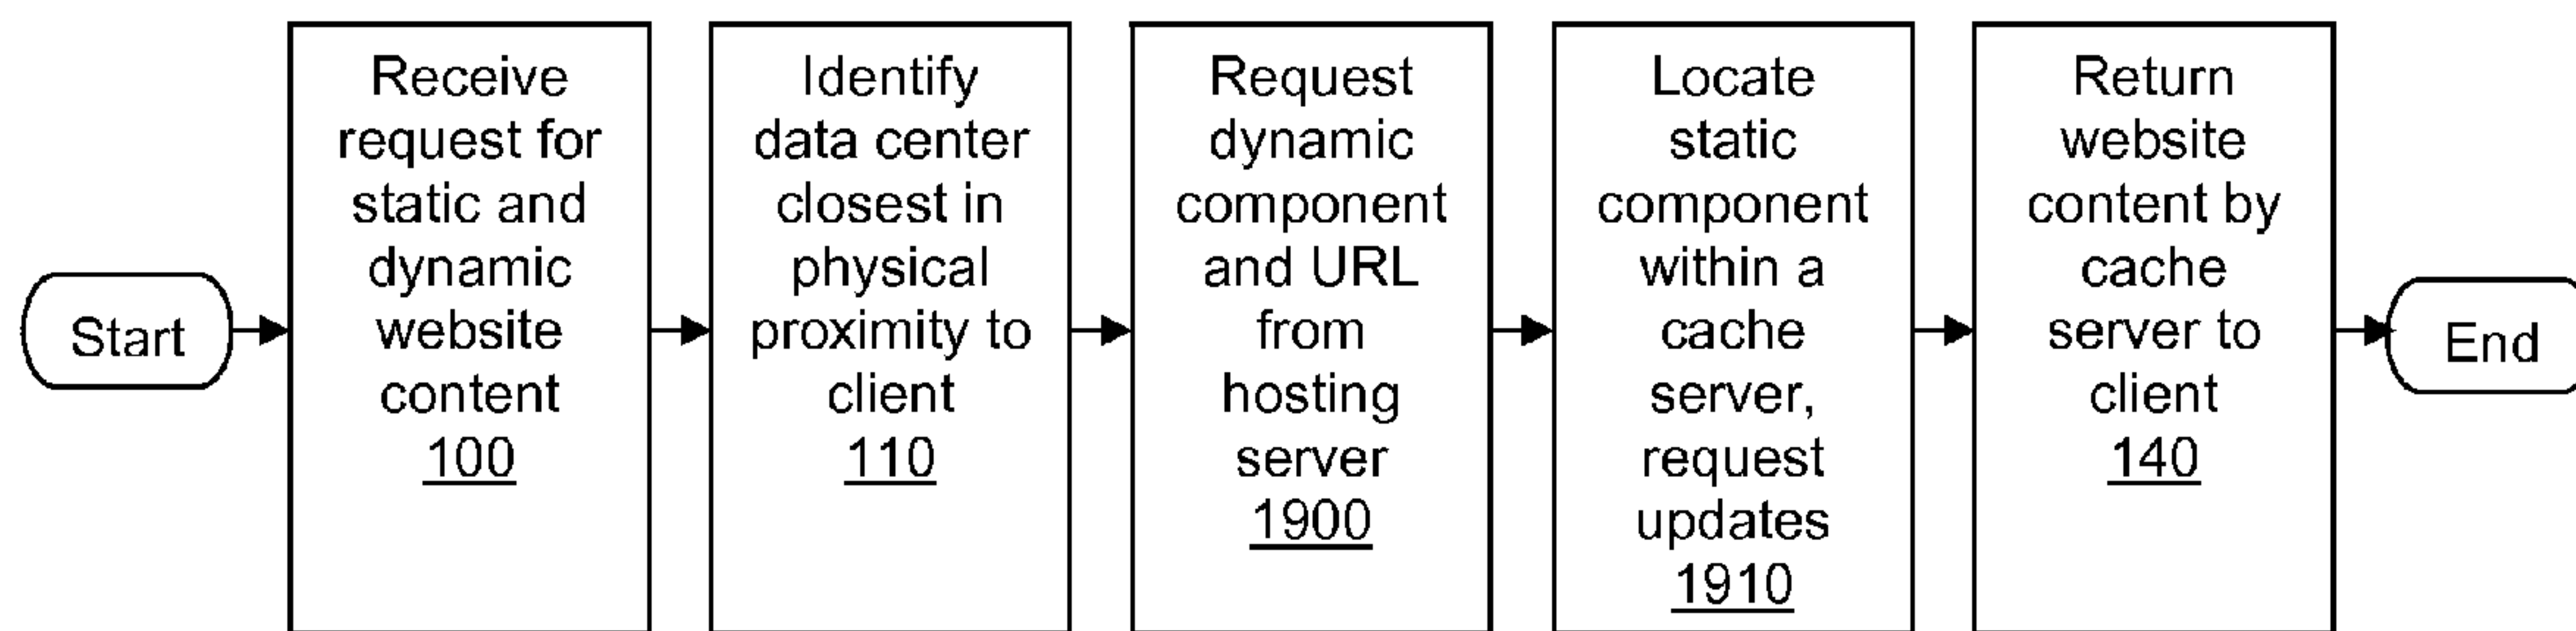 Start
Receive
request for
static and
dynamic
website
content
100
Identify
data center
closest in
physical
proximity to
client
110
Request
dynamic
component
and URL
from
hosting
server
1900
Locate
static
component
within a
cache
server,
request
updates
1910
Return
website
content by
cache
server to
client
140
End